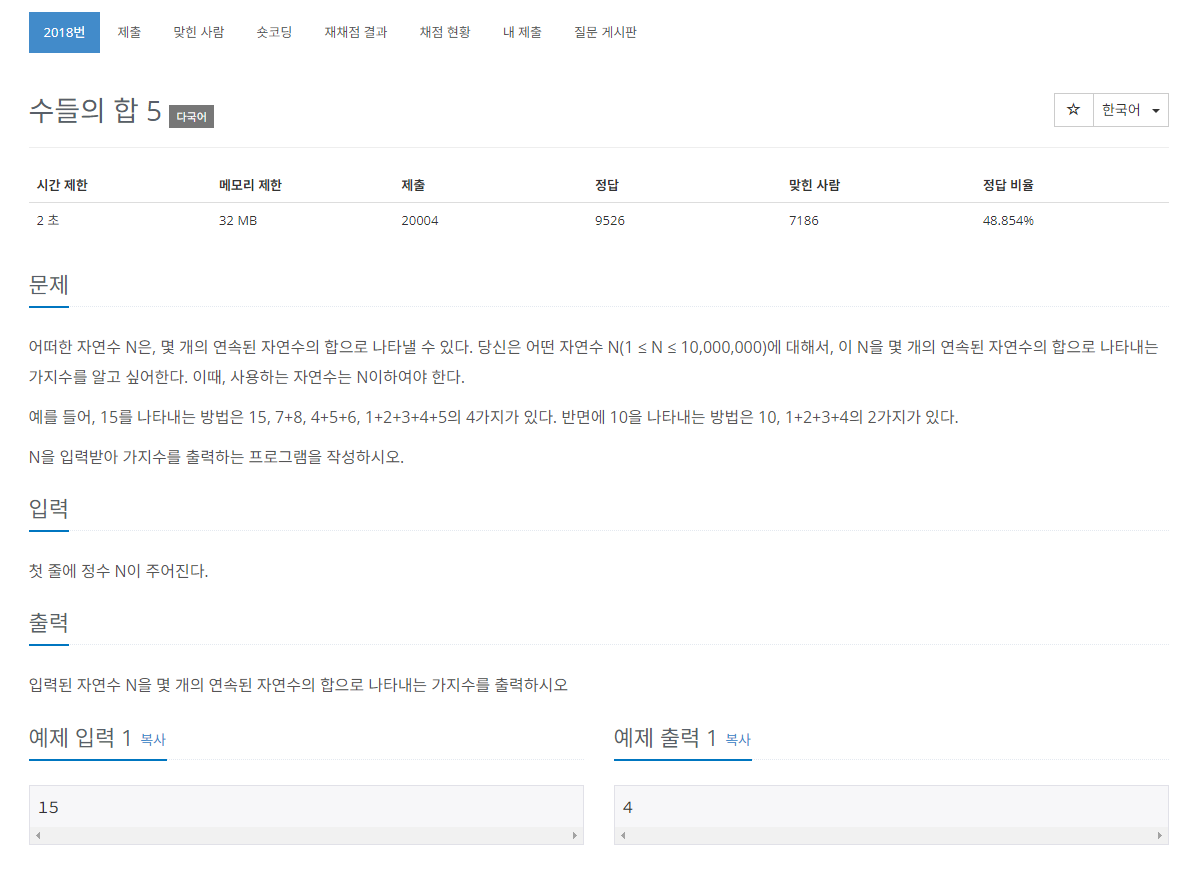 2018번 제출 맞힌 사람 숏코딩 재채점 결과 채점 현황 내 제출 질문 게시판
수들의 합 5 다국어 ☆ 한국어
시간 제한 메모리 제한 제출 정답 맞힌 사람 정답 비율
2 초 32 MB 20004 9526 7186 48.854%
문제
어떠한 자연수 N은, 몇 개의 연속된 자연수의 합으로 나타낼 수 있다. 당신은 어떤 자연수 N(1 ≤ N ≤ 10,000,000)에 대해서, 이 N을 몇 개의 연속된 자연수의 합으로 나타내는
가지수를 알고 싶어한다. 이때, 사용하는 자연수는 N이하여야 한다.
예를 들어, 15를 나타내는 방법은 15, 7+8, 4+5+6, 1+2+3+4+5의 4가지가 있다. 반면에 10을 나타내는 방법은 10, 1+2+3+4의 2가지가 있다.
N을 입력받아 가지수를 출력하는 프로그램을 작성하시오.
입력
첫 줄에 정수 N이 주어진다.
출력
입력된 자연수 N을 몇 개의 연속된 자연수의 합으로 나타내는 가지수를 출력하시오
예제 입력 1 복사 예제 출력 1 복사
15 4